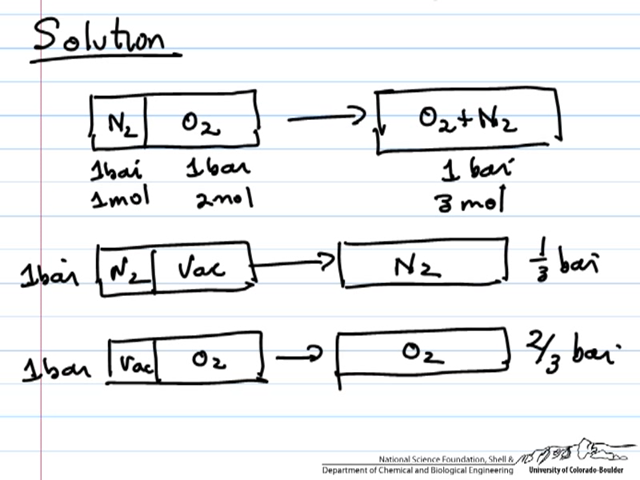 Solution
N₂ O₂ → O₂+N₂
1bar 1bar 1 bar
1mol 2mol 3 mol
1bar N₂ Vac → N₂ 1/3 bar
1bar Vac O₂ → O₂ 2/3 bar
National Science Foundation, Shell &
Department of Chemical and Biological Engineering University of Colorado-Boulder